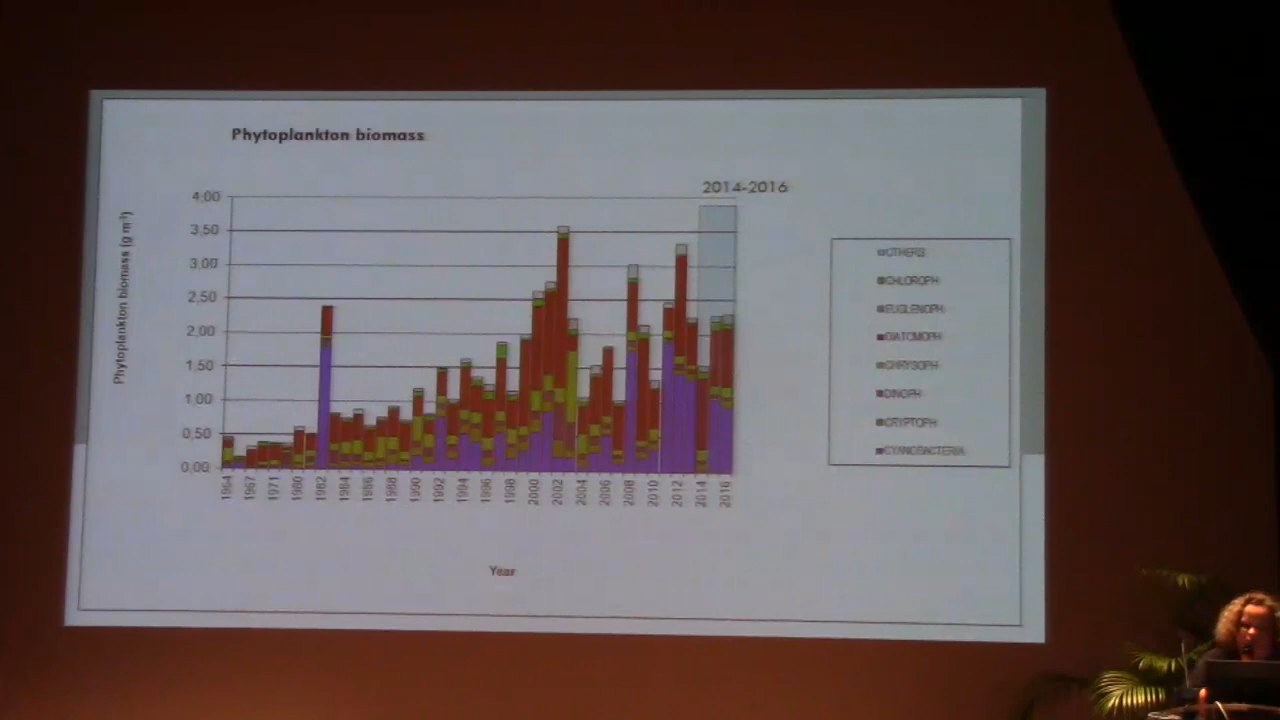 Phytoplankton biomass
2014-2016
Phytoplankton biomass (g m⁻³)
4,00
3,50
3,00
2,50
2,00
1,50
1,00
0,50
0,00
1964
1967
1971
1980
1982
1984
1986
1988
1990
1992
1994
1996
1998
2000
2002
2004
2006
2008
2010
2012
2014
2016
Year
OTHERS
CHLOROPH
EUGLENOPH
DIATOMOPH
CHRYSOPH
DINOPH
CRYPTOPH
CYANOBACTERIA